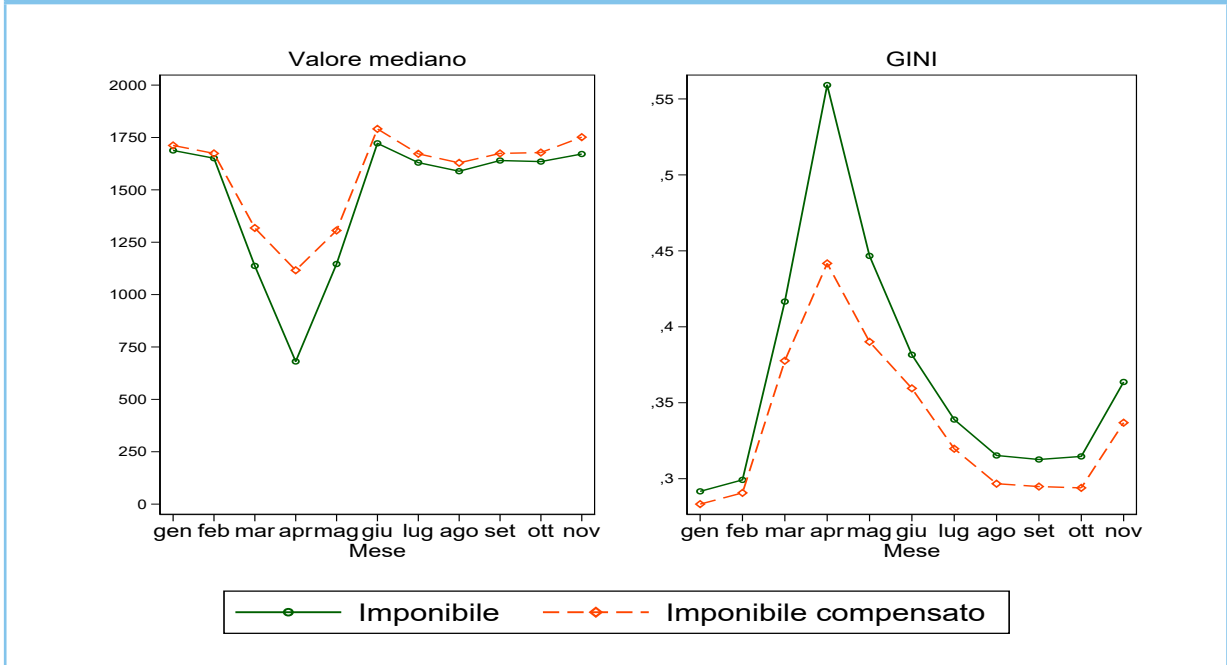 Valore mediano
2000
1750
1500
1250
1000
750
500
250
0
gen feb mar apr mag giu lug ago set ott nov
Mese
GINI
,55
,5
,45
,4
,35
,3
gen feb mar apr mag giu lug ago set ott nov
Mese
Imponibile
Imponibile compensato